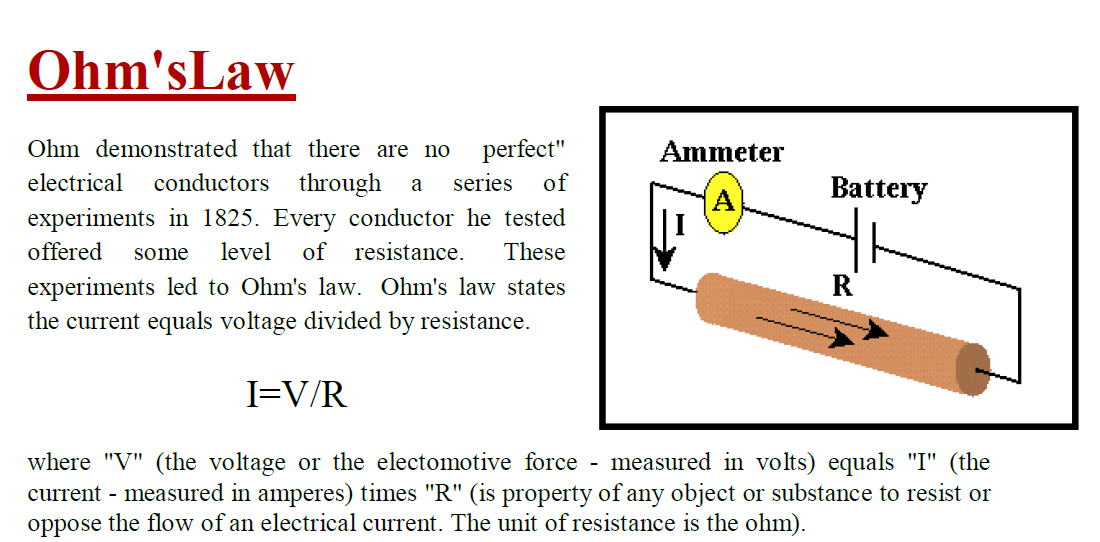 Ohm'sLaw
Ohm demonstrated that there are no perfect"
electrical conductors through a series of
experiments in 1825. Every conductor he tested
offered some level of resistance. These
experiments led to Ohm's law. Ohm's law states
the current equals voltage divided by resistance.
I=V/R
Ammeter
A
Battery
I
R
where "V" (the voltage or the electomotive force - measured in volts) equals "I" (the
current - measured in amperes) times "R" (is property of any object or substance to resist or
oppose the flow of an electrical current. The unit of resistance is the ohm).